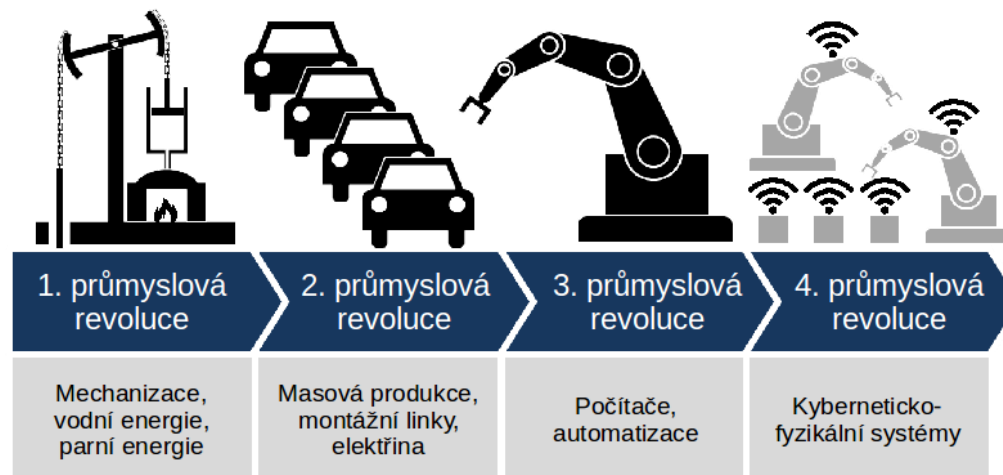 1. průmyslová
revoluce
2. průmyslová
revoluce
3. průmyslová
revoluce
4. průmyslová
revoluce
Mechanizace,
vodní energie,
parní energie
Masová produkce,
montážní linky,
elektřina
Počítače,
automatizace
Kyberneticko-
fyzikální systémy